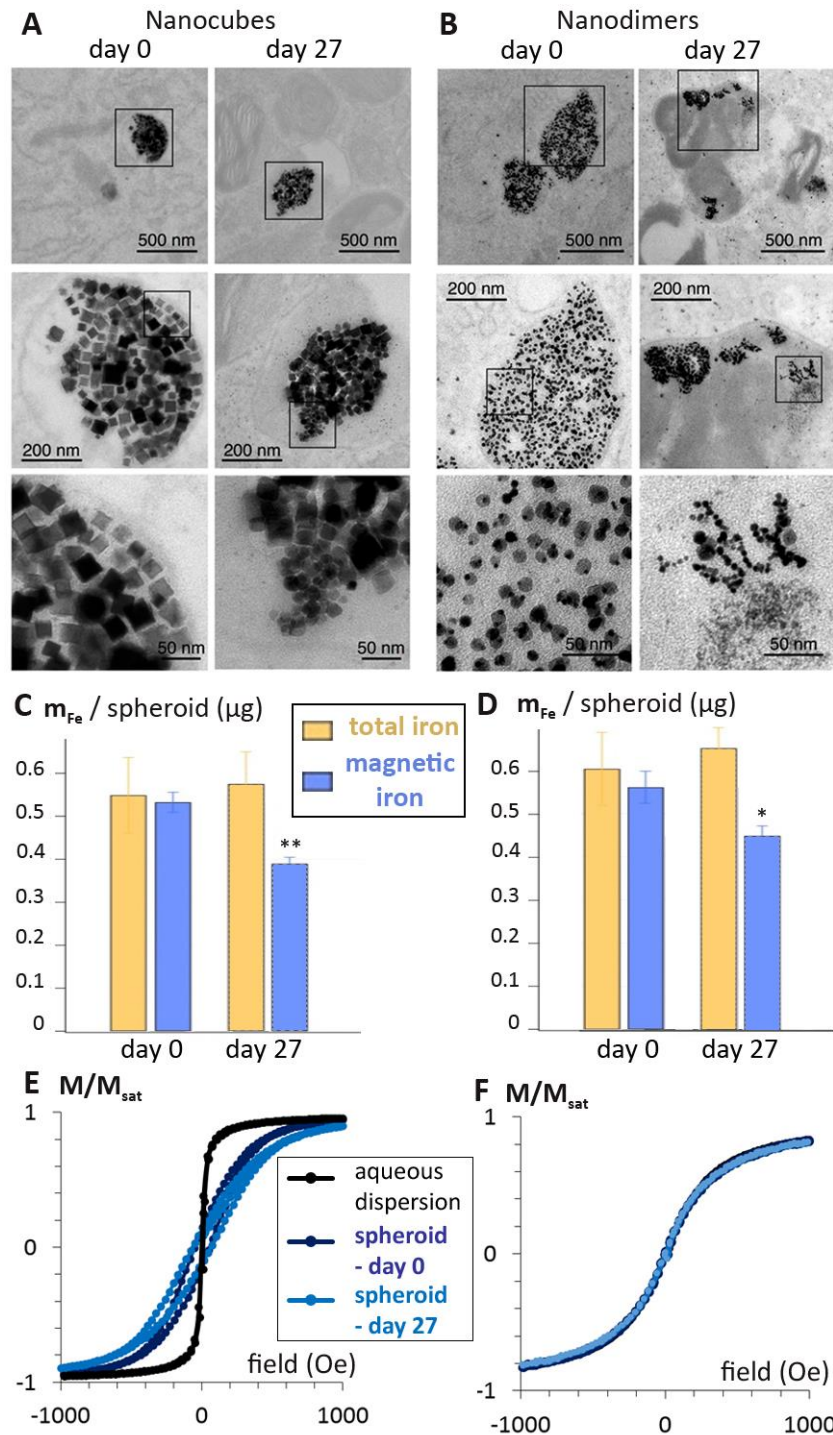 A Nanocubes
day 0 day 27
B Nanodimers
day 0 day 27
500 nm
500 nm
500 nm
500 nm
200 nm
200 nm
200 nm
200 nm
50 nm
50 nm
50 nm
50 nm
C m_Fe / spheroid (µg)
total iron
magnetic
iron
D m_Fe / spheroid (µg)
0.6
0.5
0.4
0.3
0.2
0.1
0
**
day 0 day 27
0.6
0.5
0.4
0.3
0.2
0.1
0
*
day 0 day 27
E M/M_sat
1
0
-1
-1000 0 1000
field (Oe)
aqueous
dispersion
spheroid
- day 0
spheroid
- day 27
F M/M_sat
1
0
-1
-1000 0 1000
field (Oe)